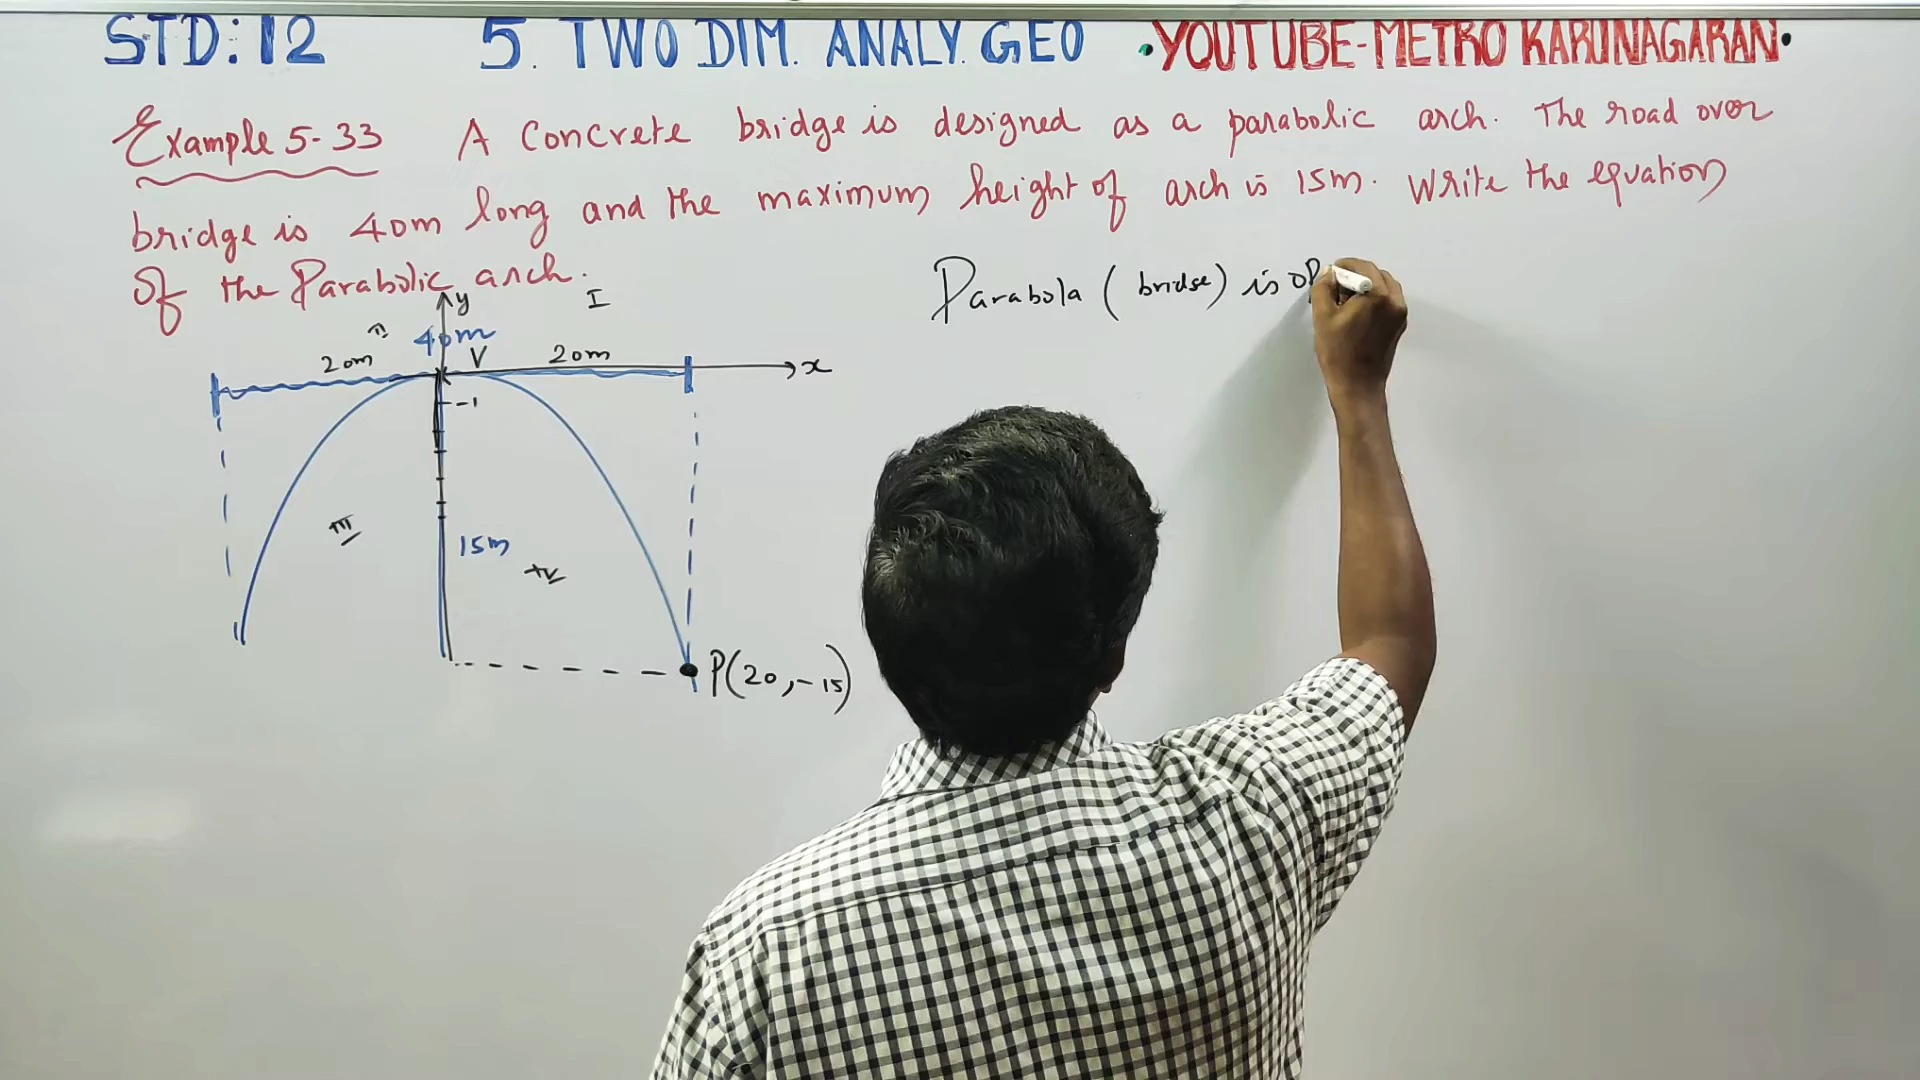 STD: 12 5. TWO DIM. ANALY. GEO •YOUTUBE-METRO KARUNAGARAN•
Example 5-33 A Concrete bridge is designed as a parabolic arch. The road over
bridge is 40m long and the maximum height of arch is 15m. Write the equation
of the Parabolic arch.
Parabola (bridge) is op
y
I
II
40m
20m
V
20m
x
-1
III
15m
IV
P(20,-15)